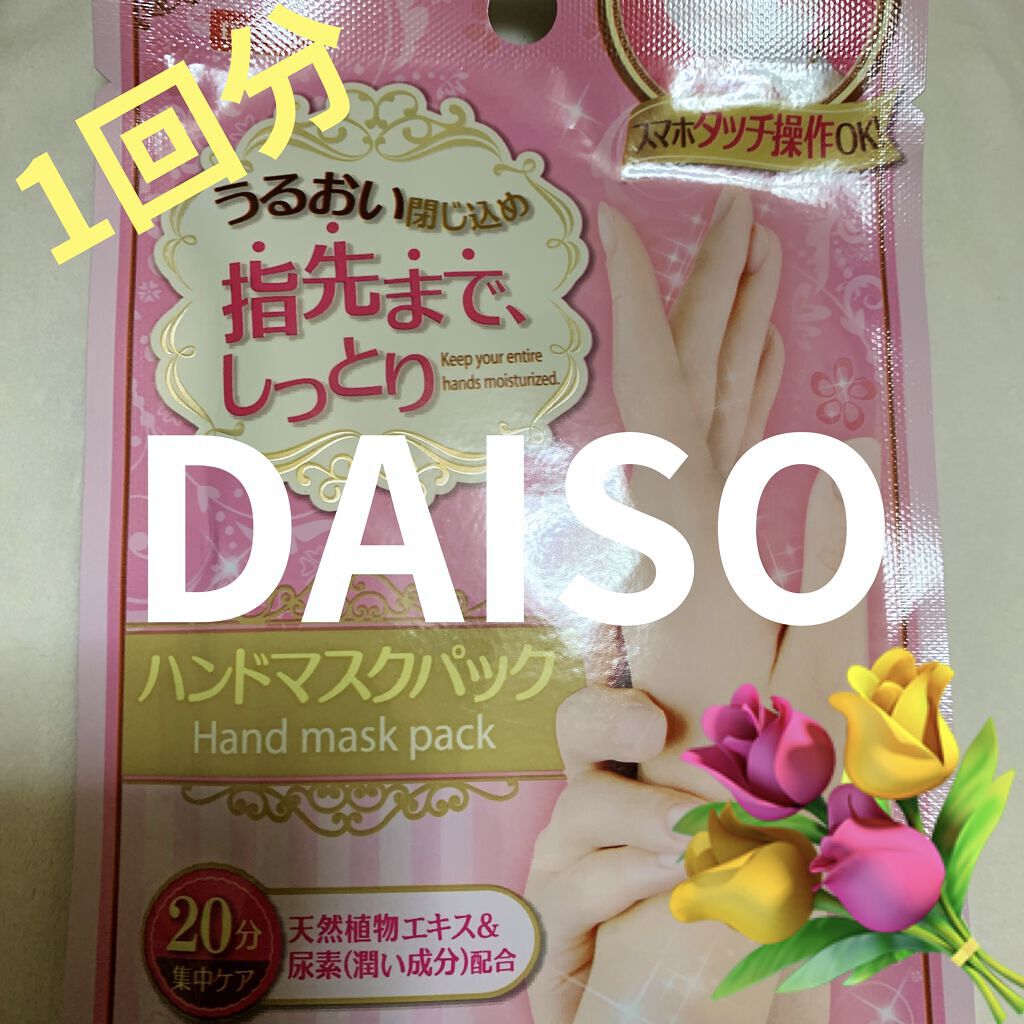 1回分
スマホタッチ操作OK!
うるおい閉じ込め
指先まで、
しっとり
Keep your entire
hands moisturized.
DAISO
ハンドマスクパック
Hand mask pack
20分
集中ケア
天然植物エキス&
尿素(潤い成分)配合